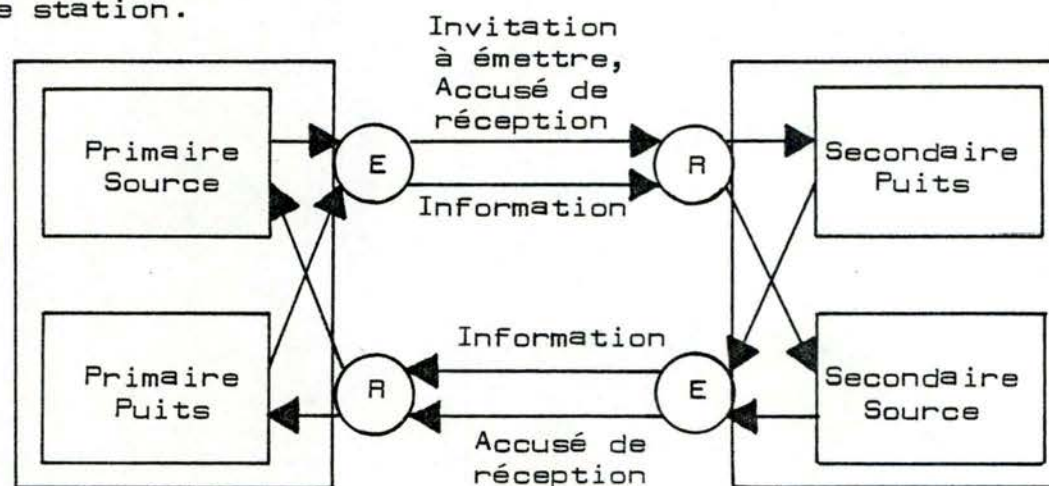 e station.
Invitation
à émettre,
Accusé de
réception
Primaire
Source
E
R
Secondaire
Puits
Information
Information
Primaire
Puits
R
E
Secondaire
Source
Accusé de
réception